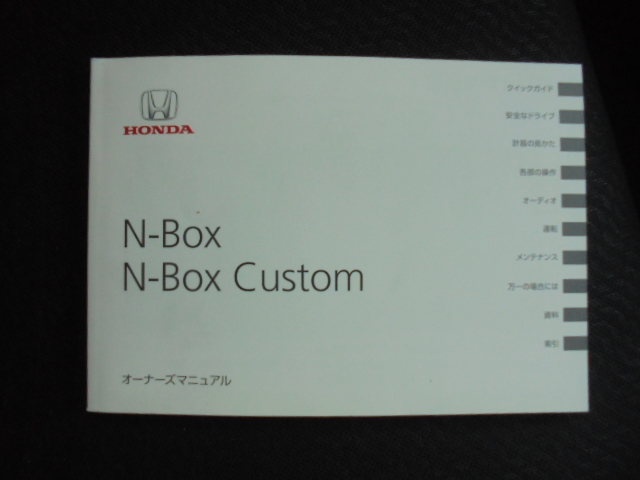 HONDA
N-Box
N-Box Custom
オーナーズマニュアル
クイックガイド
安全なドライブ
計器の見かた
各部の操作
オーディオ
運転
メンテナンス
万一の場合には
資料
索引